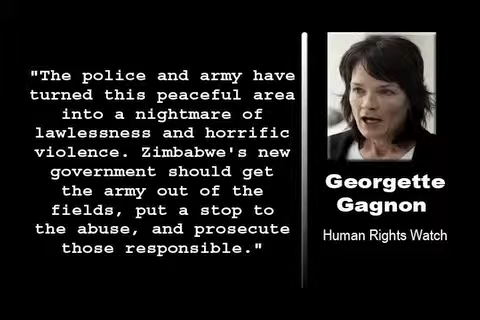 "The police and army have
turned this peaceful area
into a nightmare of
lawlessness and horrific
violence. Zimbabwe's new
government should get
the army out of the
fields, put a stop to
the abuse, and prosecute
those responsible."
Georgette
Gagnon
Human Rights Watch